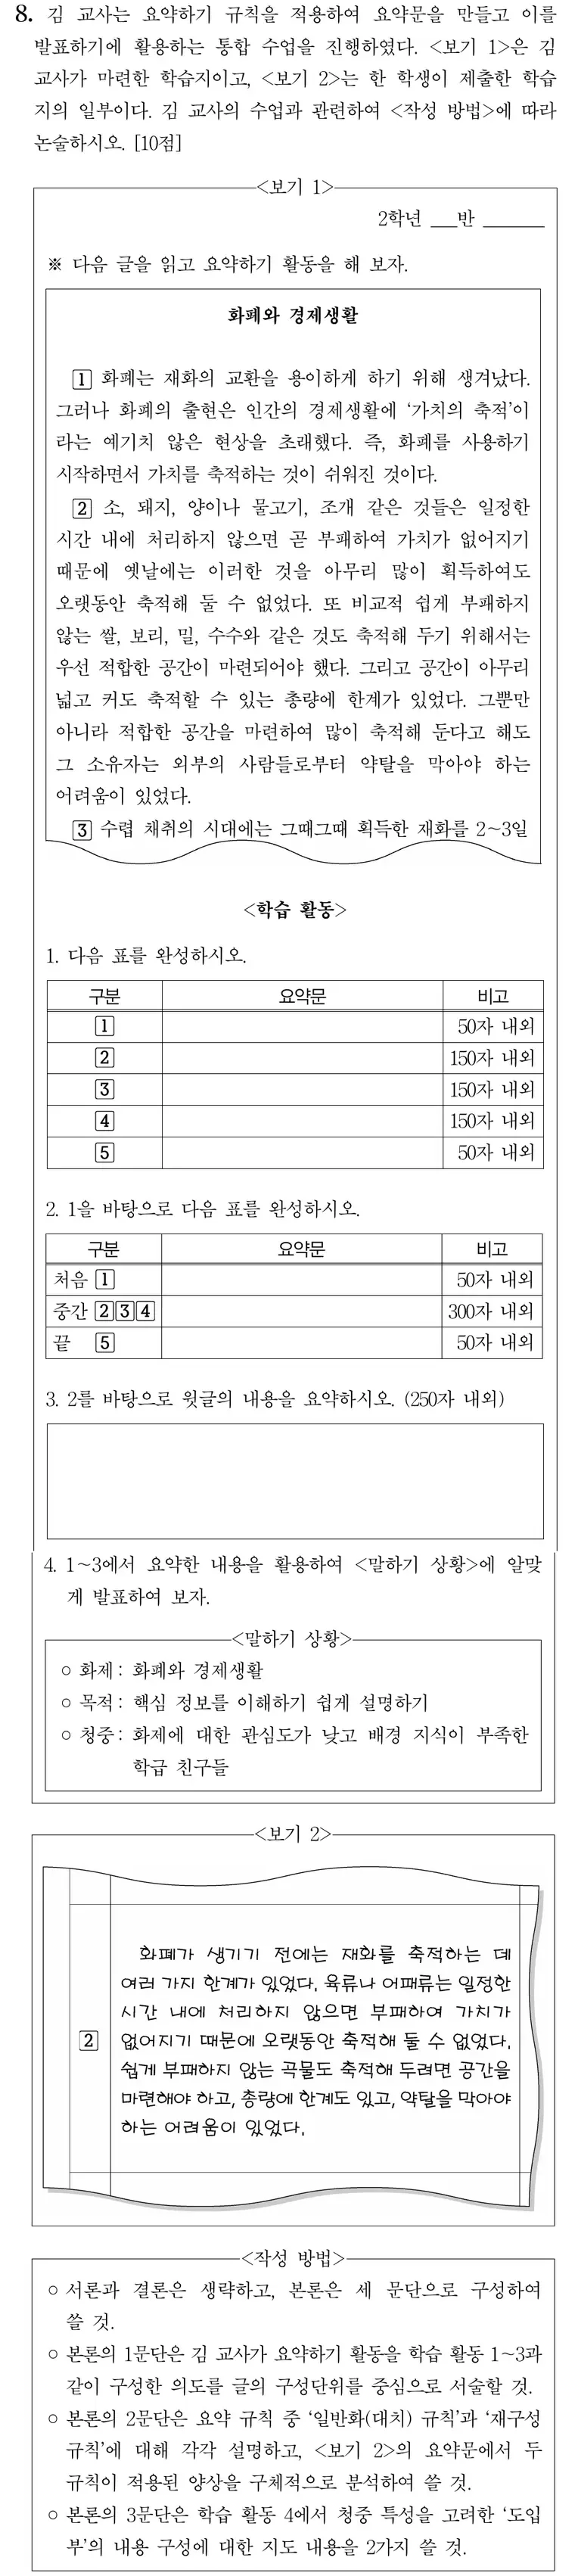 8. 김 교사는 요약하기 규칙을 적용하여 요약문을 만들고 이를
발표하기에 활용하는 통합 수업을 진행하였다. <보기 1>은 김
교사가 마련한 학습지이고, <보기 2>는 한 학생이 제출한 학습
지의 일부이다. 김 교사의 수업과 관련하여 <작성 방법>에 따라
논술하시오. [10점]
<보기 1>
2학년 ___반 _______
※ 다음 글을 읽고 요약하기 활동을 해 보자.
화폐와 경제생활
1 화폐는 재화의 교환을 용이하게 하기 위해 생겨났다.
그러나 화폐의 출현은 인간의 경제생활에 ‘가치의 축적’이
라는 예기치 않은 현상을 초래했다. 즉, 화폐를 사용하기
시작하면서 가치를 축적하는 것이 쉬워진 것이다.
2 소, 돼지, 양이나 물고기, 조개 같은 것들은 일정한
시간 내에 처리하지 않으면 곧 부패하여 가치가 없어지기
때문에 옛날에는 이러한 것을 아무리 많이 획득하여도
오랫동안 축적해 둘 수 없었다. 또 비교적 쉽게 부패하지
않는 쌀, 보리, 밀, 수수와 같은 것도 축적해 두기 위해서는
우선 적합한 공간이 마련되어야 했다. 그리고 공간이 아무리
넓고 커도 축적할 수 있는 총량에 한계가 있었다. 그뿐만
아니라 적합한 공간을 마련하여 많이 축적해 둔다고 해도
그 소유자는 외부의 사람들로부터 약탈을 막아야 하는
어려움이 있었다.
3 수렵 채취의 시대에는 그때그때 획득한 재화를 2~3일
<학습 활동>
1. 다음 표를 완성하시오.
구분 요약문 비고
1 50자 내외
2 150자 내외
3 150자 내외
4 150자 내외
5 50자 내외
2. 1을 바탕으로 다음 표를 완성하시오.
구분 요약문 비고
처음 1 50자 내외
중간 2 3 4 300자 내외
끝 5 50자 내외
3. 2를 바탕으로 윗글의 내용을 요약하시오. (250자 내외)
4. 1~3에서 요약한 내용을 활용하여 <말하기 상황>에 알맞
게 발표하여 보자.
<말하기 상황>
○ 화제 : 화폐와 경제생활
○ 목적 : 핵심 정보를 이해하기 쉽게 설명하기
○ 청중 : 화제에 대한 관심도가 낮고 배경 지식이 부족한
학급 친구들
<보기 2>
2
화폐가 생기기 전에는 재화를 축적하는 데
여러 가지 한계가 있었다. 육류나 어패류는 일정한
시간 내에 처리하지 않으면 부패하여 가치가
없어지기 때문에 오랫동안 축적해 둘 수 없었다.
쉽게 부패하지 않는 곡물도 축적해 두려면 공간을
마련해야 하고, 총량에 한계도 있고, 약탈을 막아야
하는 어려움이 있었다.
<작성 방법>
○ 서론과 결론은 생략하고, 본론은 세 문단으로 구성하여
쓸 것.
○ 본론의 1문단은 김 교사가 요약하기 활동을 학습 활동 1~3과
같이 구성한 의도를 글의 구성단위를 중심으로 서술할 것.
○ 본론의 2문단은 요약 규칙 중 ‘일반화(대치) 규칙’과 ‘재구성
규칙’에 대해 각각 설명하고, <보기 2>의 요약문에서 두
규칙이 적용된 양상을 구체적으로 분석하여 쓸 것.
○ 본론의 3문단은 학습 활동 4에서 청중 특성을 고려한 ‘도입
부’의 내용 구성에 대한 지도 내용을 2가지 쓸 것.